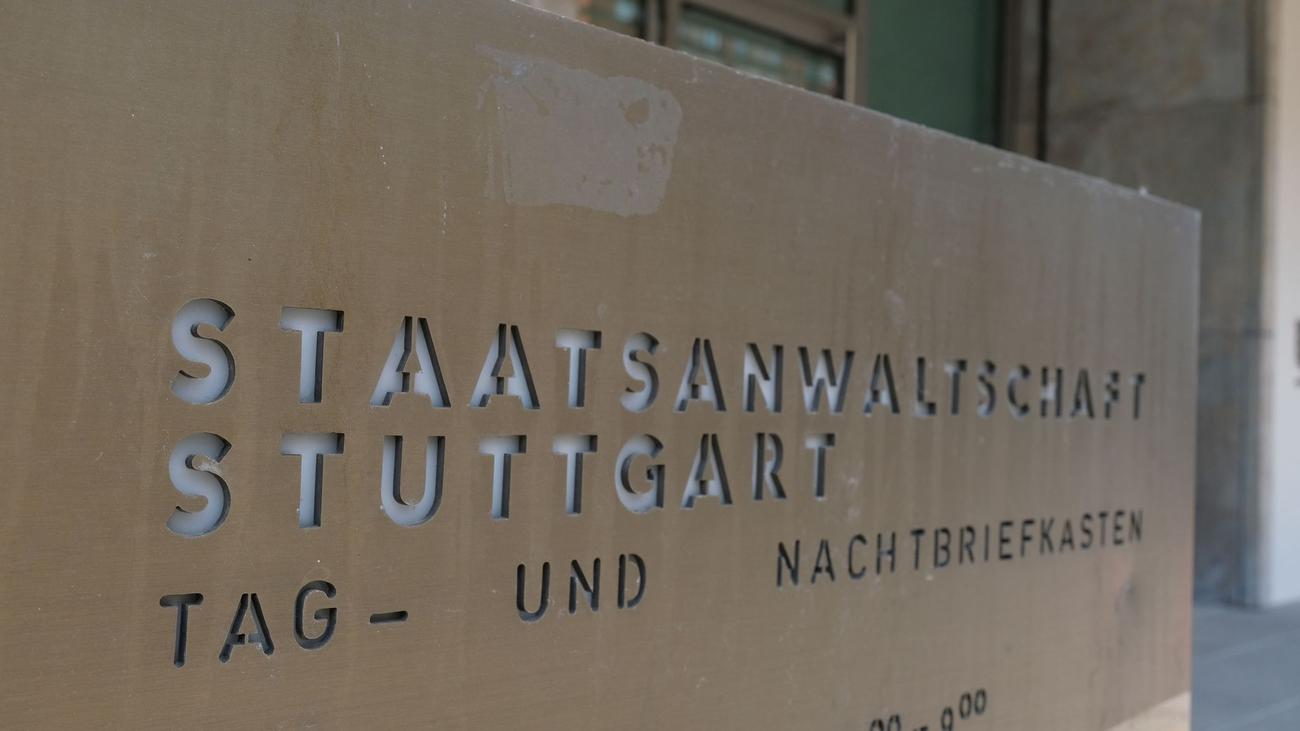 STAATSANWALTSCHAFT
STUTTGART
TAG- UND NACHTBRIEFKASTEN